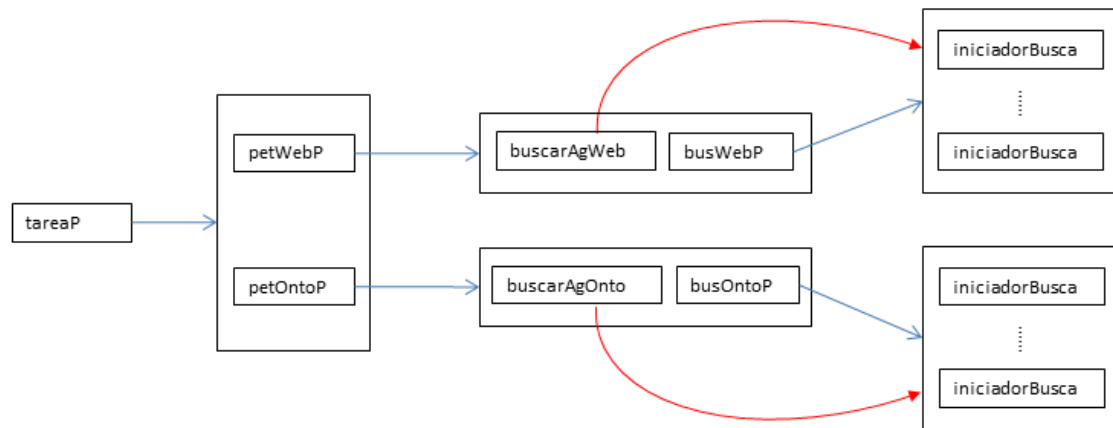 tareaP
petWebP
petOntoP
buscarAgWeb
busWebP
buscarAgOnto
busOntoP
iniciadorBusca
iniciadorBusca
iniciadorBusca
iniciadorBusca